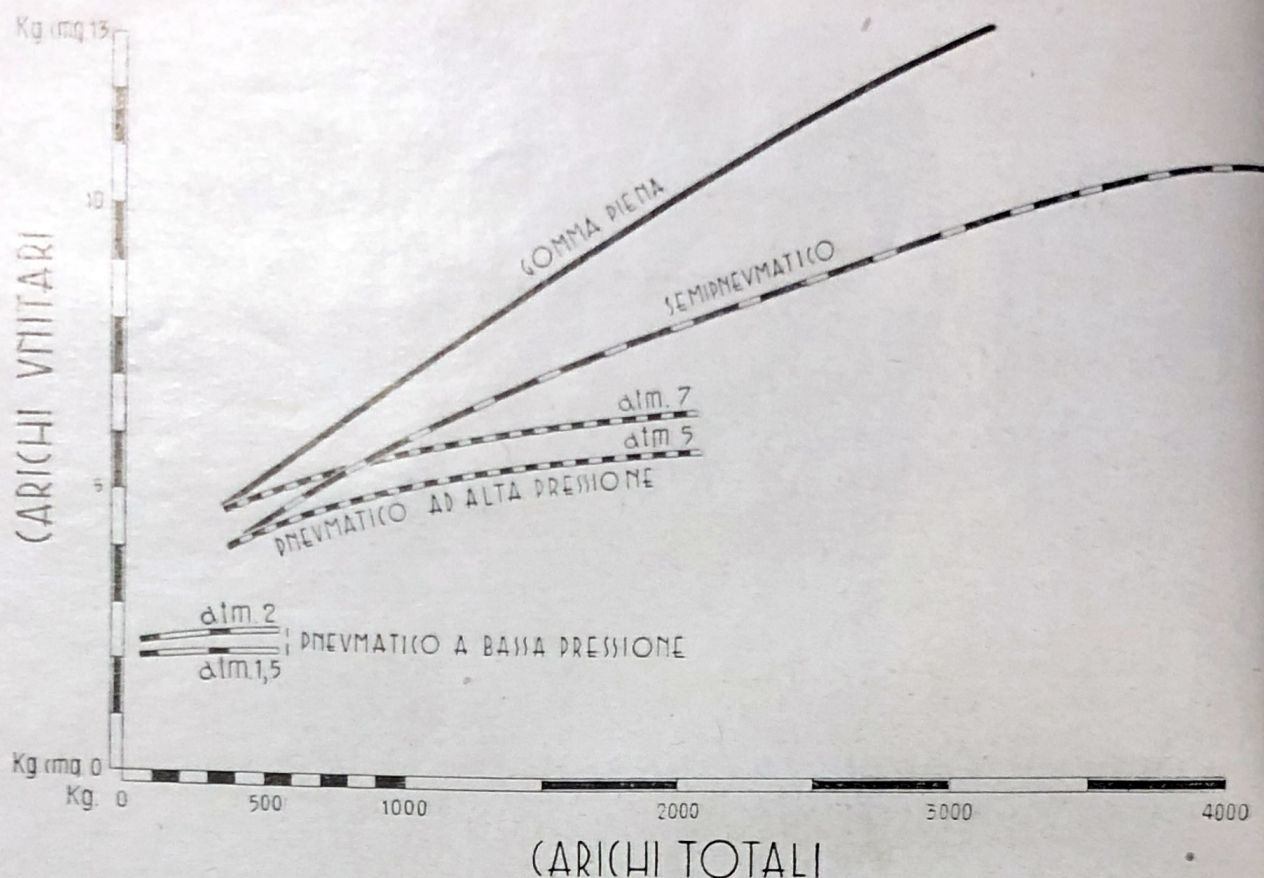 Kg cmq 13
10
5
Kg cmq 0
CARICHI VNITARI
GOMMA PIENA
SEMIPNEVMATICO
atm. 7
atm 5
PNEVMATICO AD ALTA PRESSIONE
atm. 2
PNEVMATICO A BASSA PRESSIONE
atm.1,5
Kg. 0 500 1000 2000 3000 4000
CARICHI TOTALI